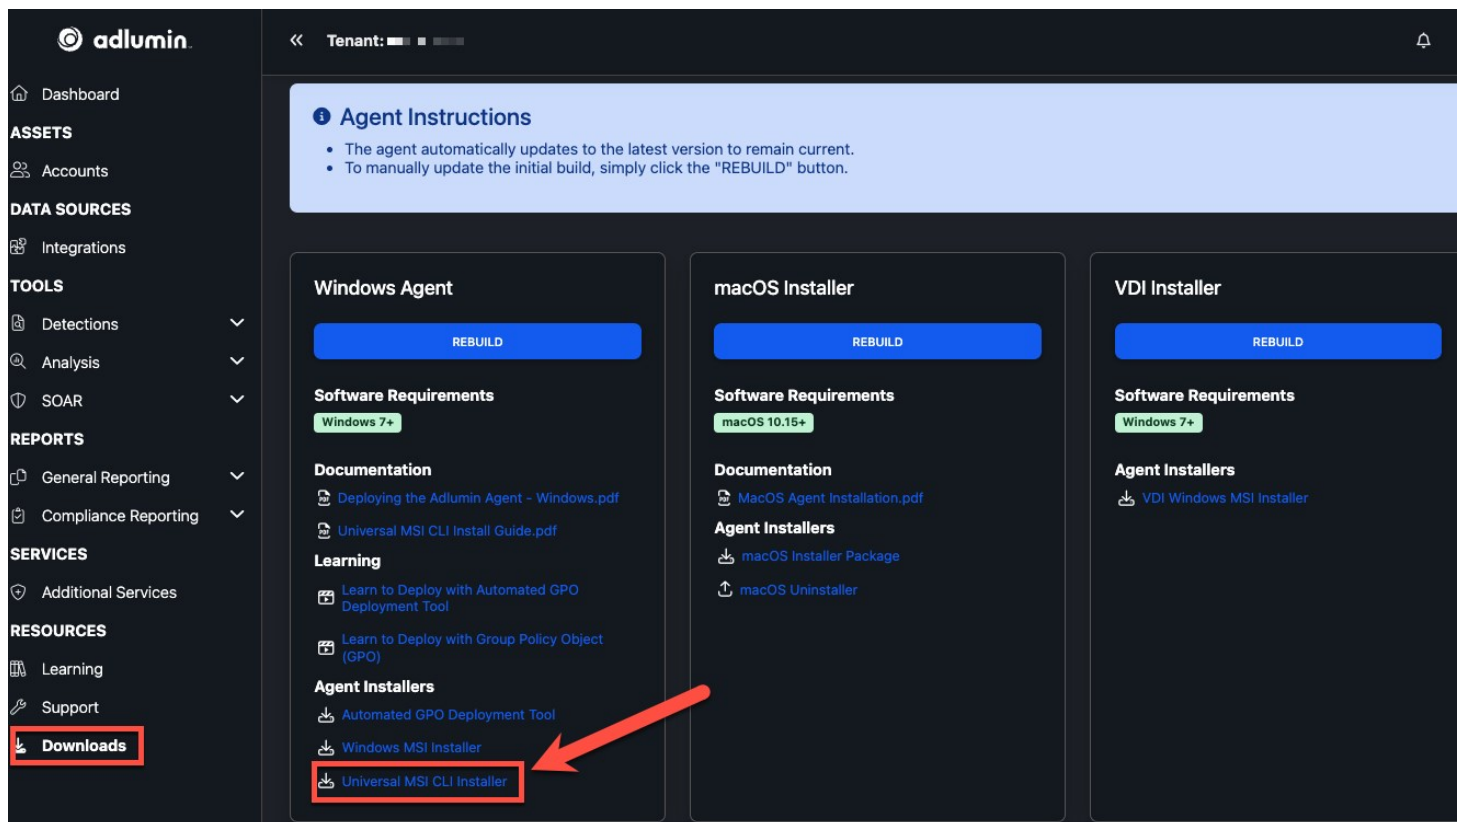 adlumin
Dashboard
ASSETS
Accounts
DATA SOURCES
Integrations
TOOLS
Detections
Analysis
SOAR
REPORTS
General Reporting
Compliance Reporting
SERVICES
Additional Services
RESOURCES
Learning
Support
Downloads
Tenant:
Agent Instructions
• The agent automatically updates to the latest version to remain current.
• To manually update the initial build, simply click the "REBUILD" button.
Windows Agent
REBUILD
Software Requirements
Windows 7+
Documentation
Deploying the Adlumin Agent - Windows.pdf
Universal MSI CLI Install Guide.pdf
Learning
Learn to Deploy with Automated GPO
Deployment Tool
Learn to Deploy with Group Policy Object
(GPO)
Agent Installers
Automated GPO Deployment Tool
Windows MSI Installer
Universal MSI CLI Installer
macOS Installer
REBUILD
Software Requirements
macOS 10.15+
Documentation
MacOS Agent Installation.pdf
Agent Installers
macOS Installer Package
macOS Uninstaller
VDI Installer
REBUILD
Software Requirements
Windows 7+
Agent Installers
VDI Windows MSI Installer